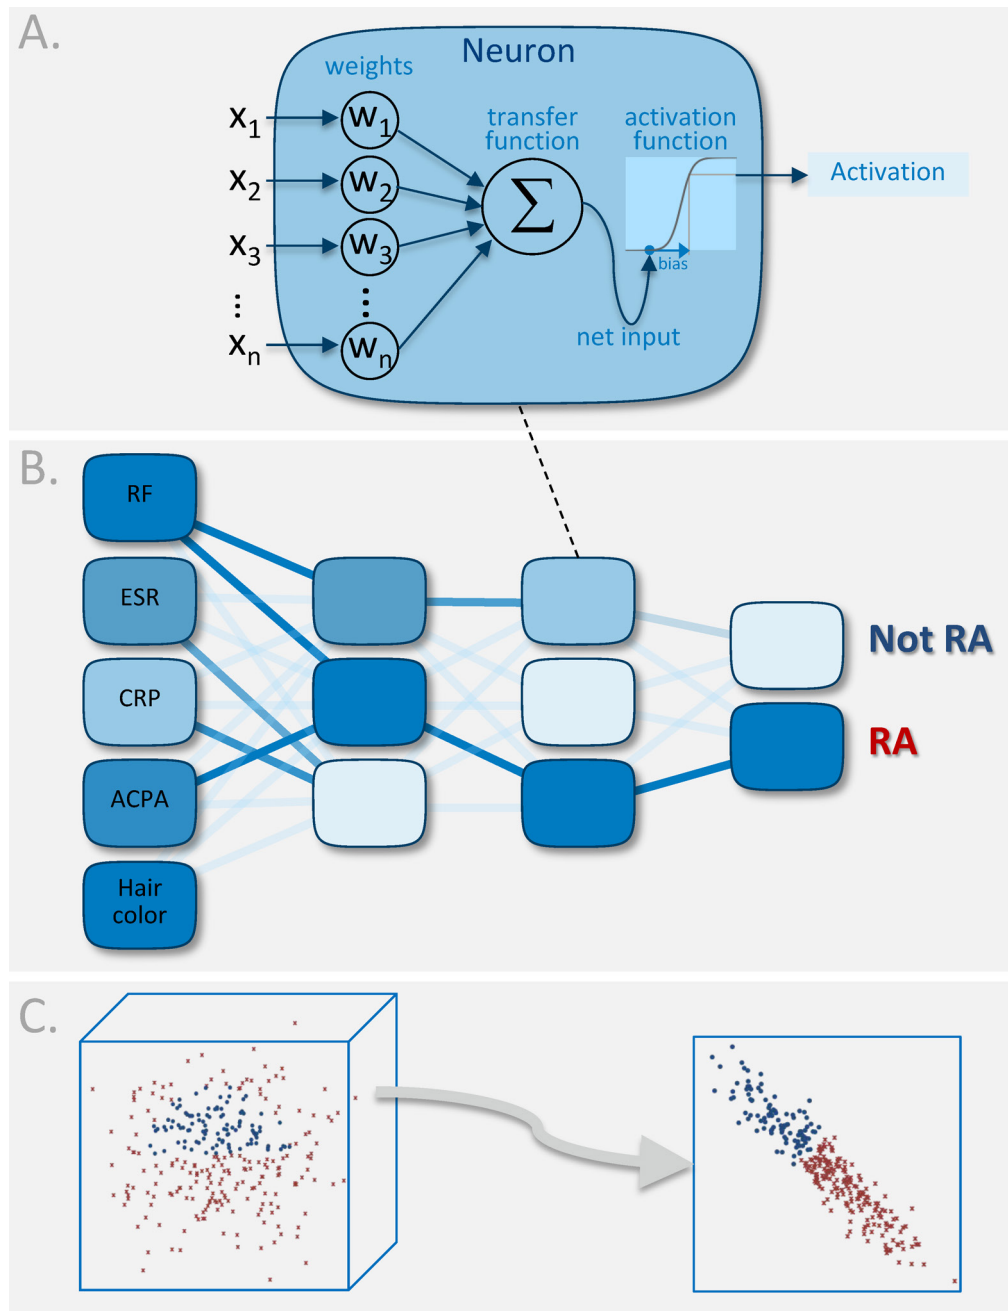 A.
Neuron
weights
transfer
function
activation
function
x1
x2
x3
⋮
xn
w1
w2
w3
⋮
wn
Σ
bias
net input
Activation
B.
RF
ESR
CRP
ACPA
Hair
color
Not RA
RA
C.